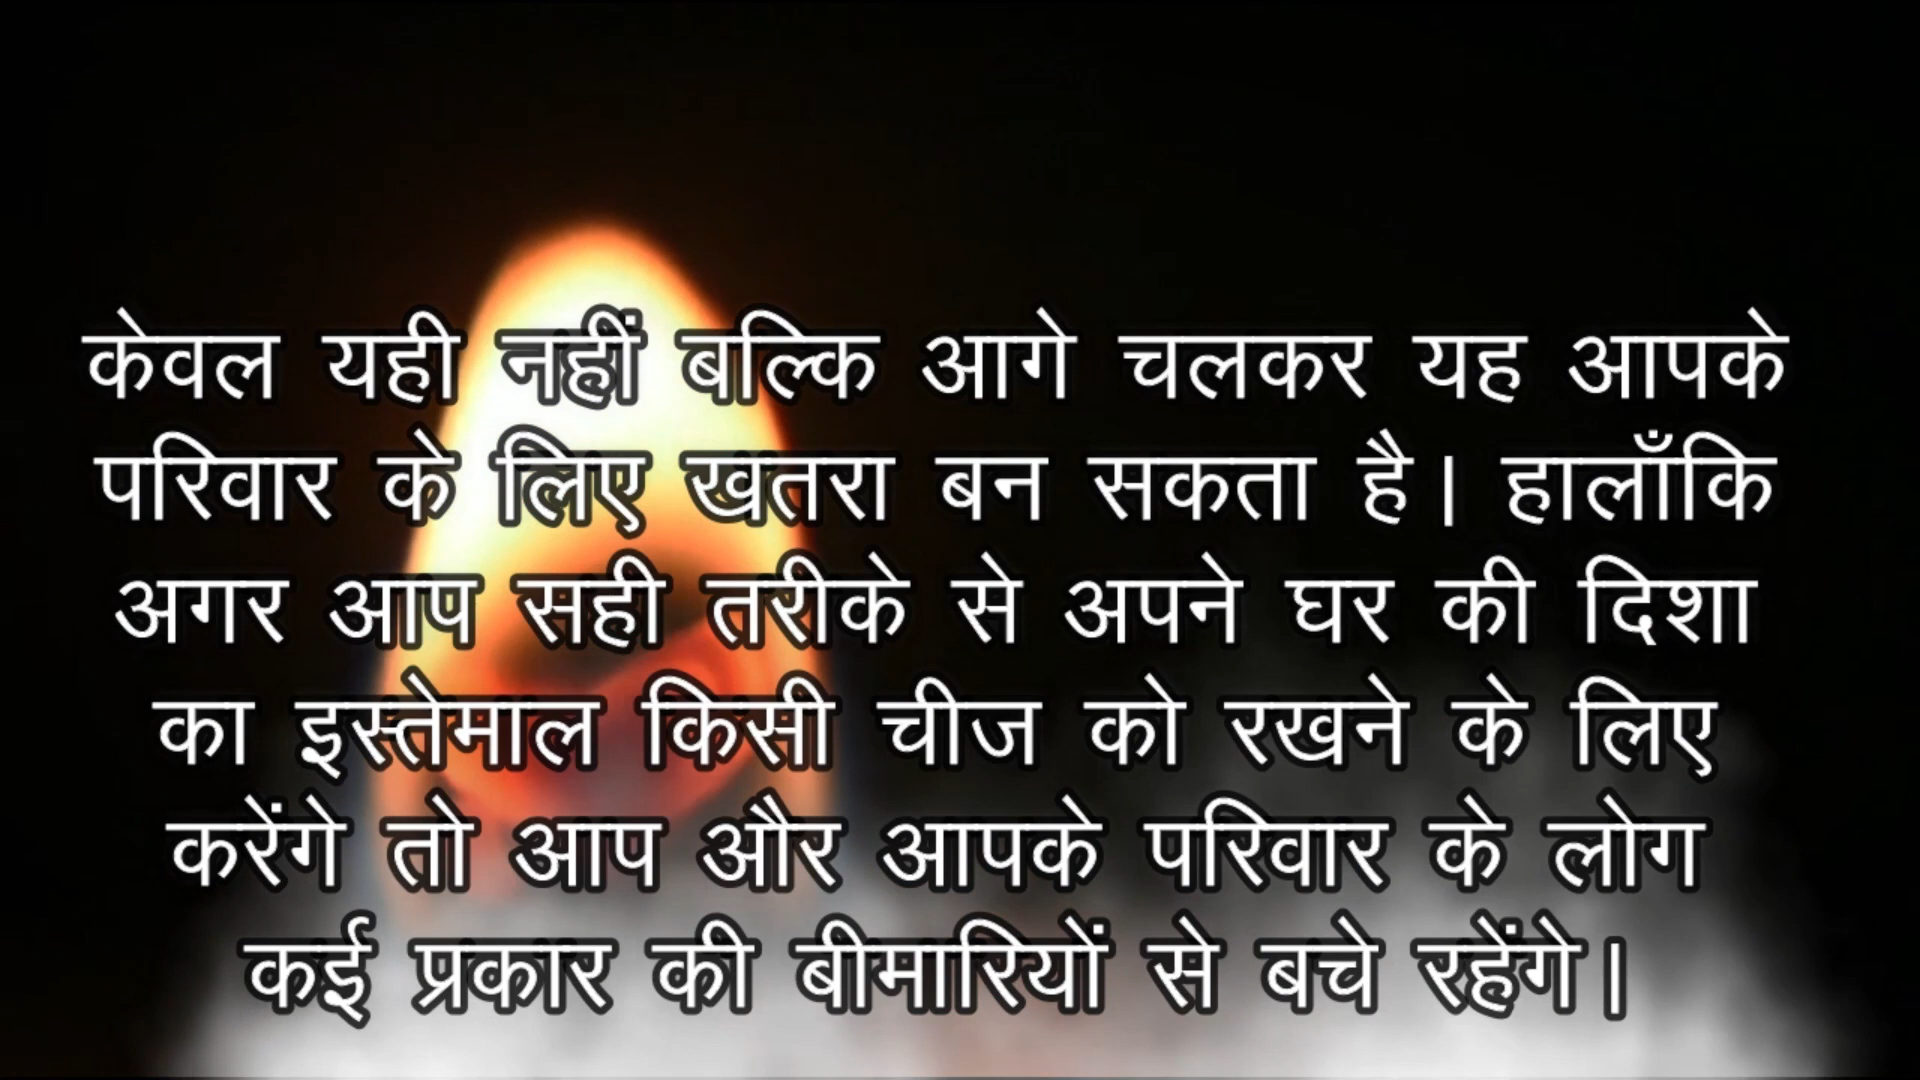 केवल यही नहीं बल्कि आगे चलकर यह आपके
परिवार के लिए खतरा बन सकता है। हालाँकि
अगर आप सही तरीके से अपने घर की दिशा
का इस्तेमाल किसी चीज को रखने के लिए
करेंगे तो आप और आपके परिवार के लोग
कई प्रकार की बीमारियों से बचे रहेंगे।